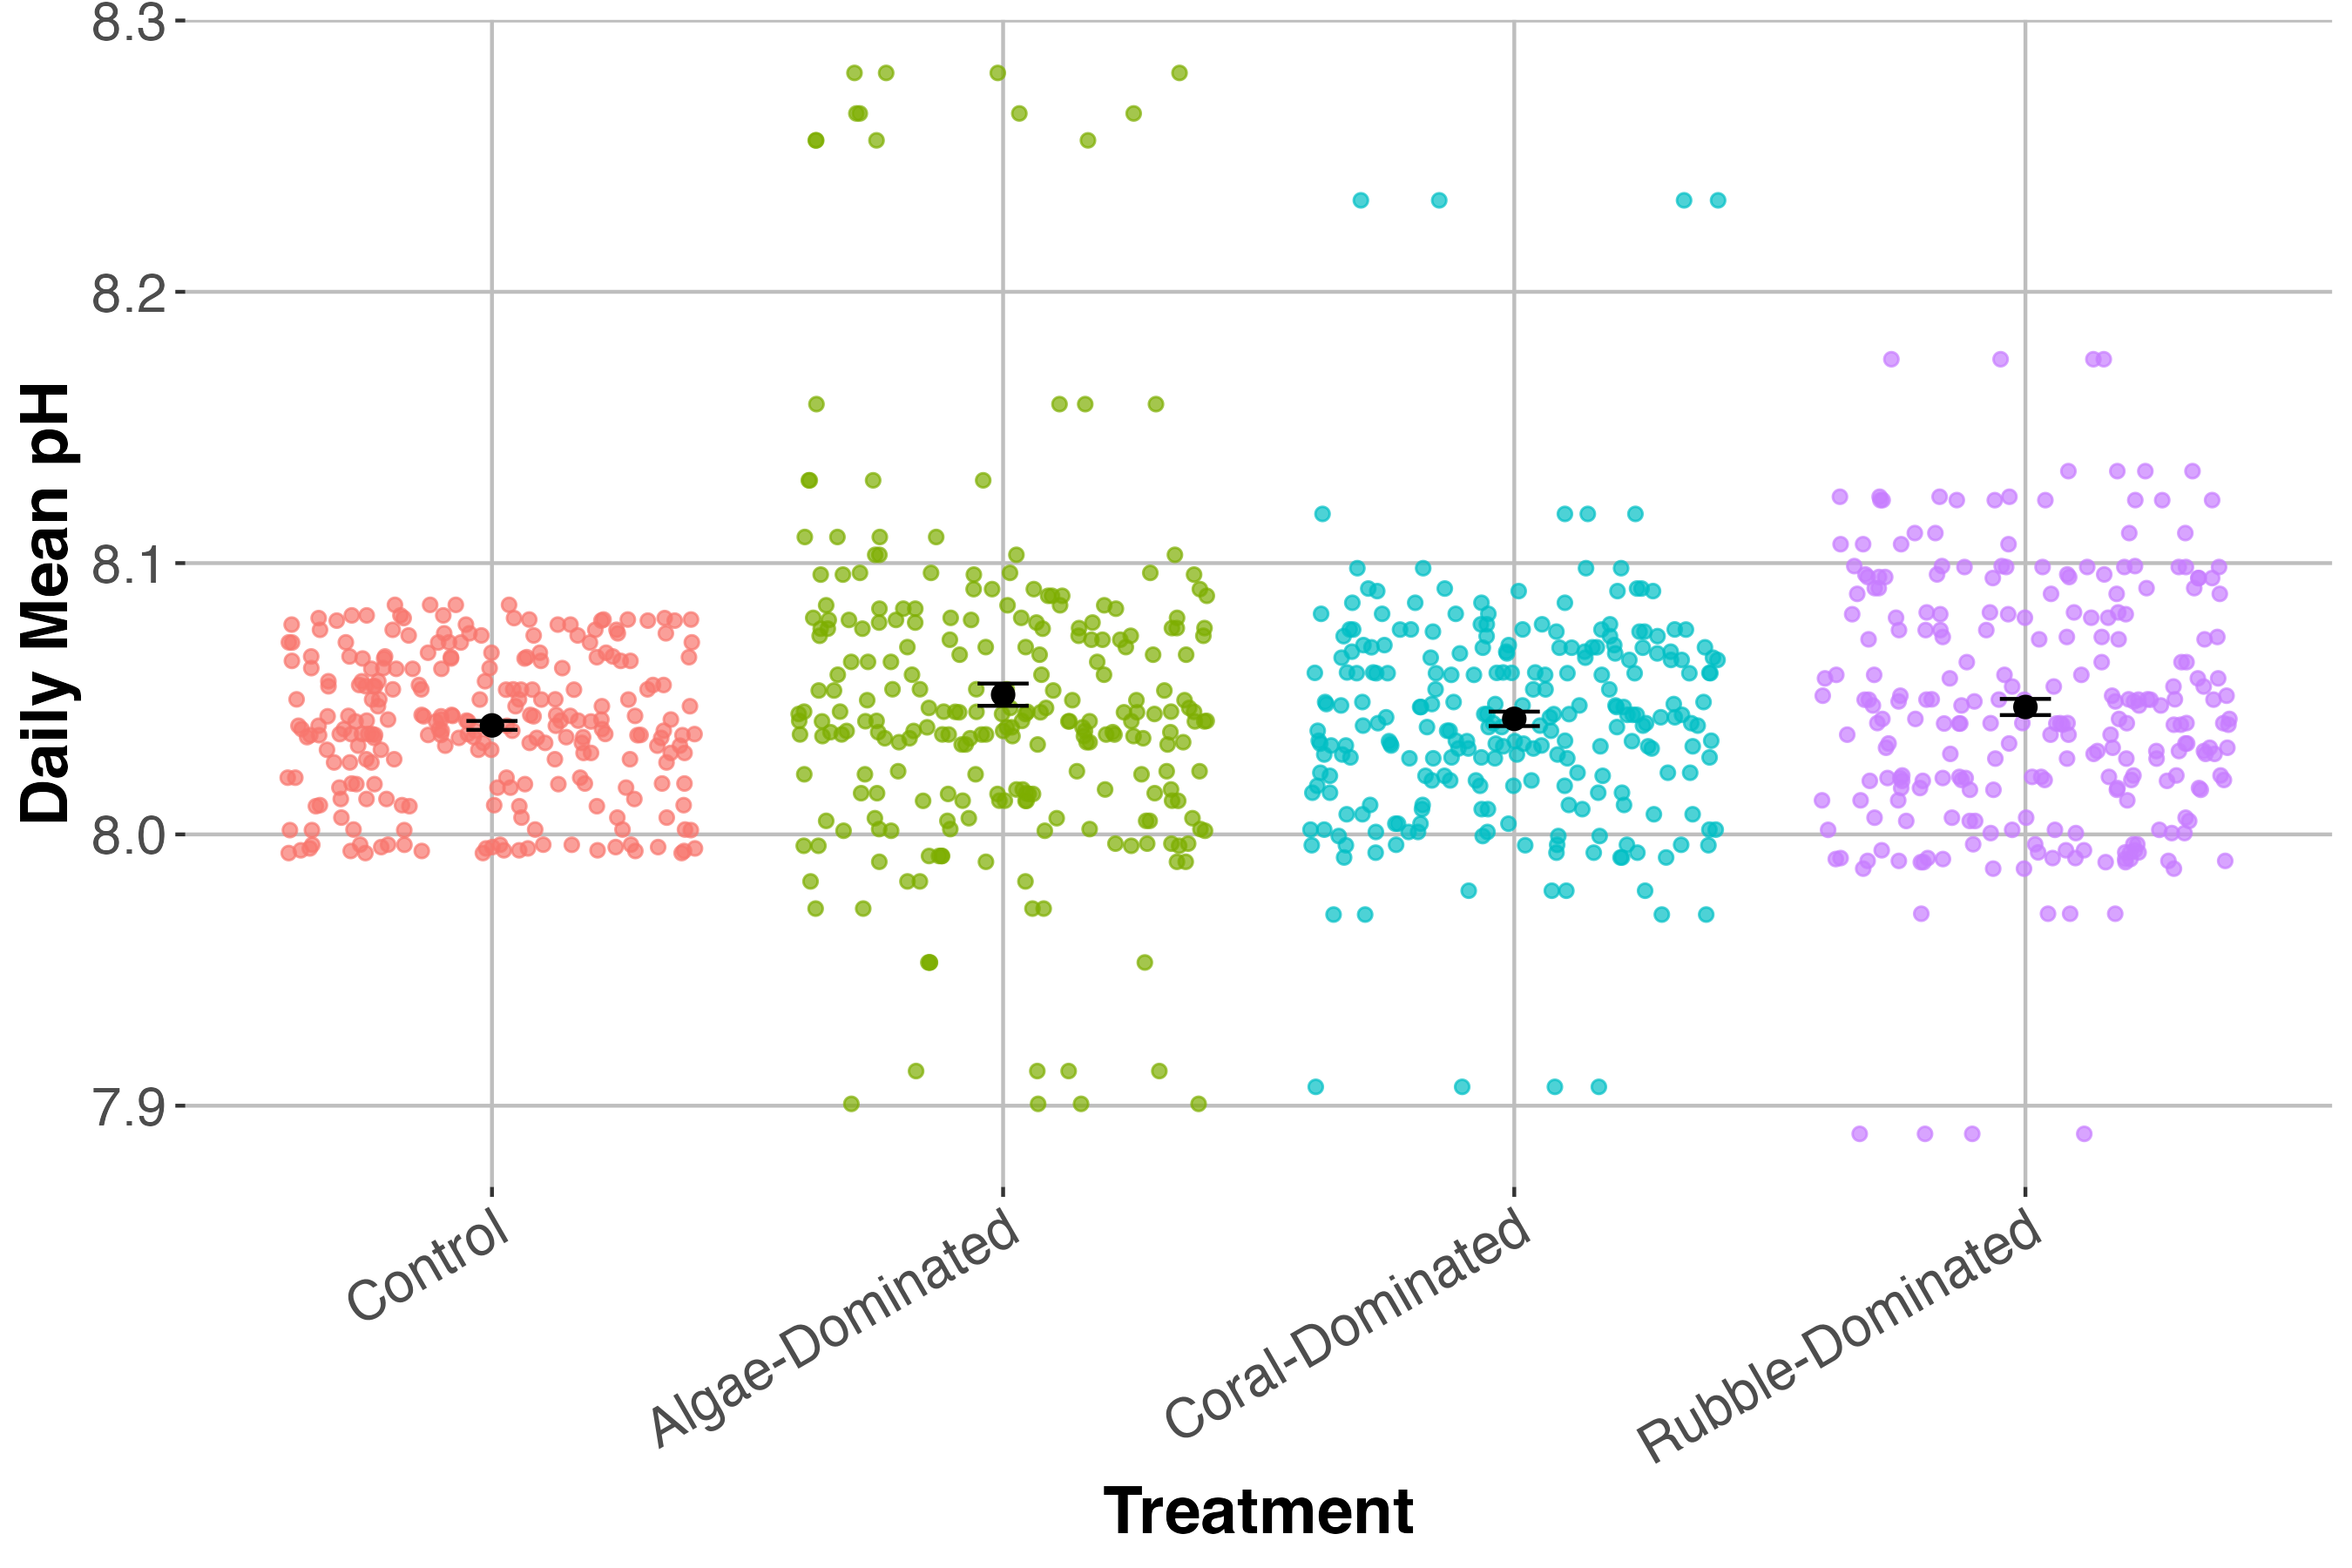 Daily Mean pH
8.3
8.2
8.1
8.0
7.9
Control
Algae-Dominated
Coral-Dominated
Rubble-Dominated
Treatment